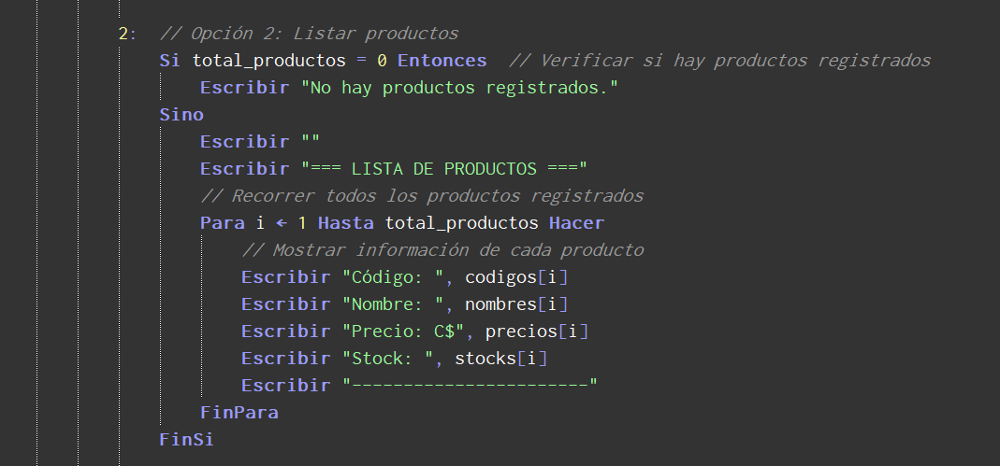 2:  // Opción 2: Listar productos
Si total_productos = 0 Entonces  // Verificar si hay productos registrados
Escribir "No hay productos registrados."
Sino
Escribir ""
Escribir "=== LISTA DE PRODUCTOS ==="
// Recorrer todos los productos registrados
Para i ← 1 Hasta total_productos Hacer
// Mostrar información de cada producto
Escribir "Código: ", codigos[i]
Escribir "Nombre: ", nombres[i]
Escribir "Precio: C$", precios[i]
Escribir "Stock: ", stocks[i]
Escribir "-----------------------"
FinPara
FinSi